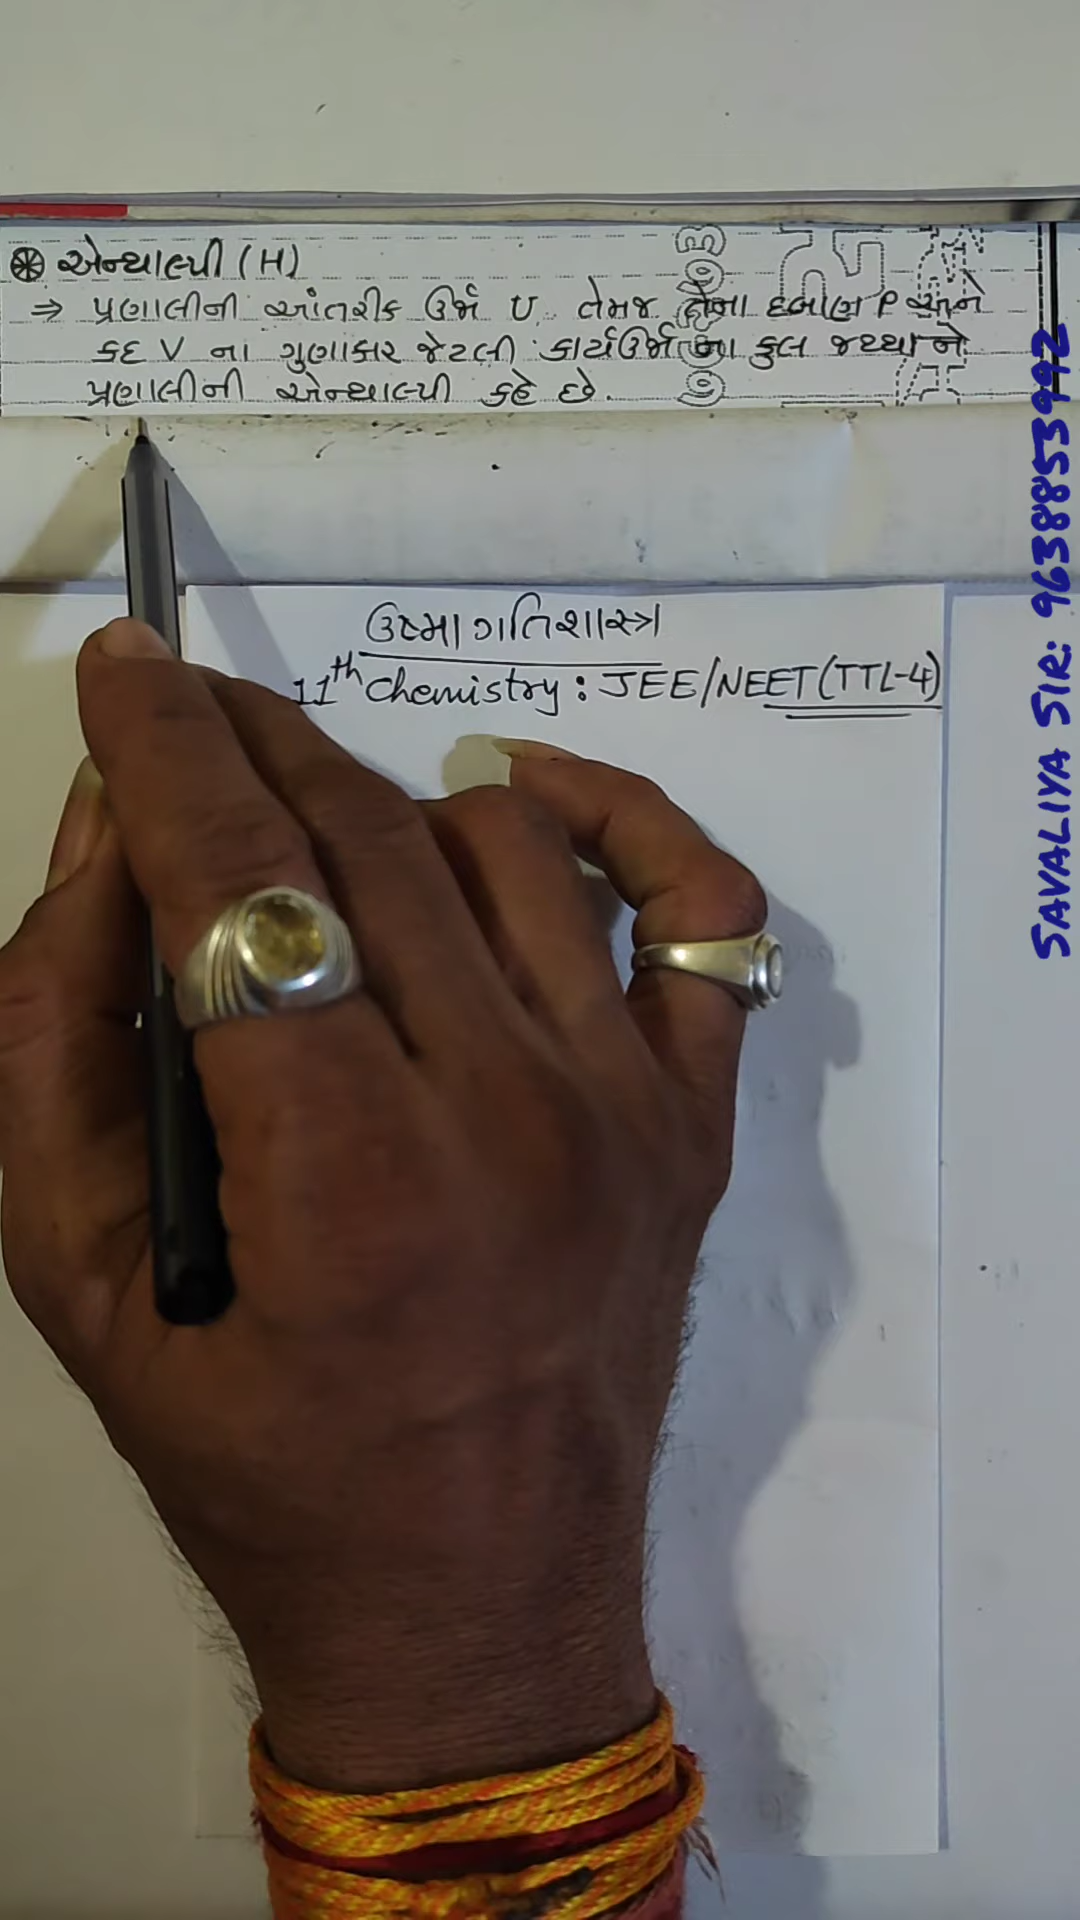 એન્થાલ્પી (H)
⇒ પ્રણાલીની આંતરીક ઉર્જા U, તેમજ તેના દબાણ P અને
કદ V ના ગુણાકાર જેટલી કાર્યઉર્જા ના કુલ જથ્થાને
પ્રણાલીની એન્થાલ્પી કહે છે.
ઉષ્મા ગતિશાસ્ત્ર
11th Chemistry: JEE/NEET (TTL-4)
SAVALIYA SIR: 9638853992